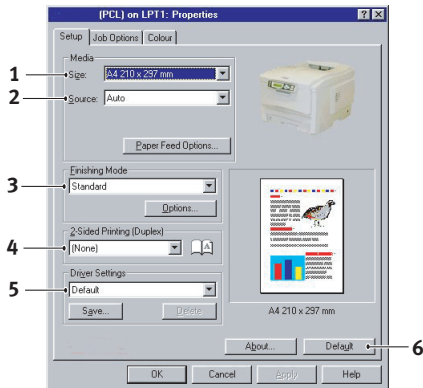 (PCL) on LPT1: Properties
Setup Job Options Colour
Media
1 Size: A4 210 x 297 mm
2 Source: Auto
Paper Feed Options...
Finishing Mode
3 Standard
Options...
2-Sided Printing (Duplex)
4 (None) A
Driver Settings
5 Default
Save... Delete
A4 210 x 297 mm
About... Default 6
OK Cancel Apply Help